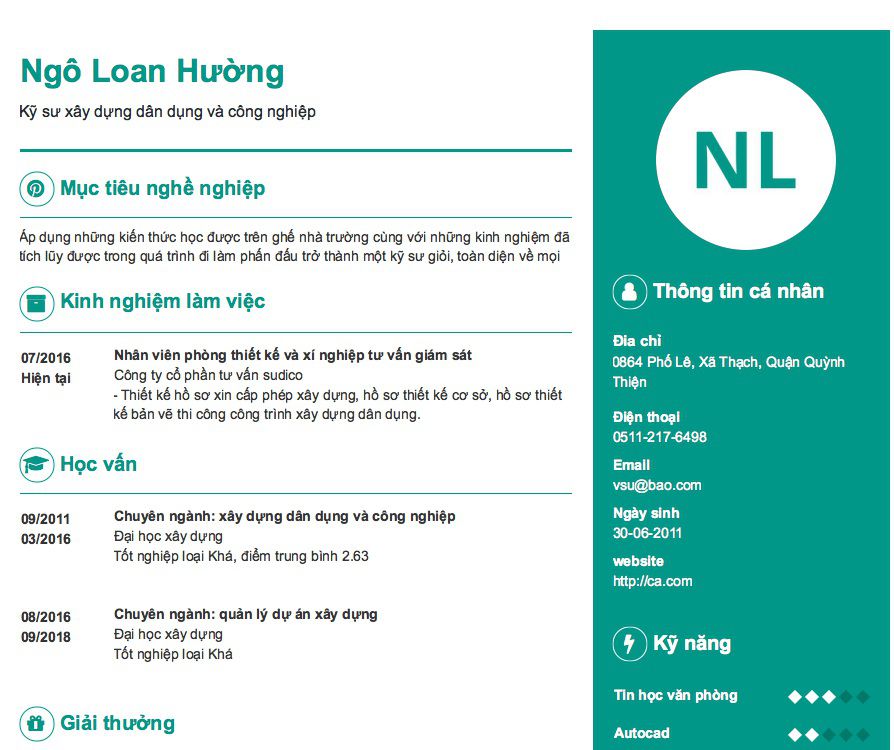 Ngô Loan Hường
Kỹ sư xây dựng dân dụng và công nghiệp
Mục tiêu nghề nghiệp
Áp dụng những kiến thức học được trên ghế nhà trường cùng với những kinh nghiệm đã
tích lũy được trong quá trình đi làm phấn đấu trở thành một kỹ sư giỏi, toàn diện về mọi
Kinh nghiệm làm việc
07/2016
Hiện tại
Nhân viên phòng thiết kế và xí nghiệp tư vấn giám sát
Công ty cổ phần tư vấn sudico
- Thiết kế hồ sơ xin cấp phép xây dựng, hồ sơ thiết kế cơ sở, hồ sơ thiết
kế bản vẽ thi công công trình xây dựng dân dụng.
Học vấn
09/2011
03/2016
Chuyên ngành: xây dựng dân dụng và công nghiệp
Đại học xây dựng
Tốt nghiệp loại Khá, điểm trung bình 2.63
08/2016
09/2018
Chuyên ngành: quản lý dự án xây dựng
Đại học xây dựng
Tốt nghiệp loại Khá
Giải thưởng
NL
Thông tin cá nhân
Địa chỉ
0864 Phố Lê, Xã Thạch, Quận Quỳnh
Thiện
Điện thoại
0511-217-6498
Email
vsu@bao.com
Ngày sinh
30-06-2011
website
http://ca.com
Kỹ năng
Tin học văn phòng
Autocad